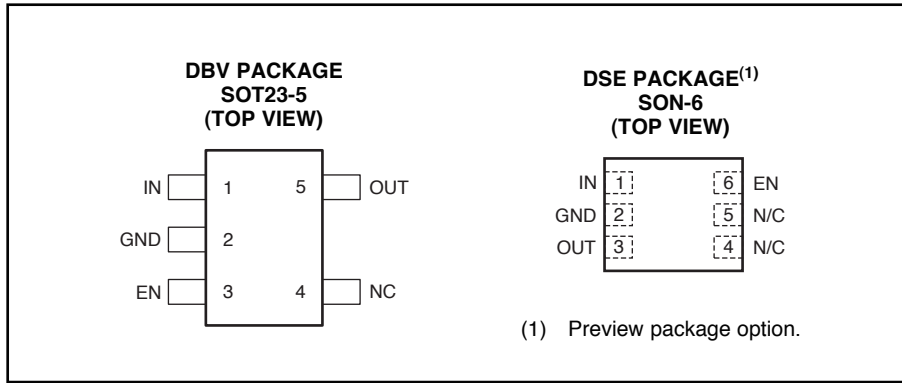 DBV PACKAGE
SOT23-5
(TOP VIEW)
IN 1 5 OUT
GND 2
EN 3 4 NC
DSE PACKAGE(1)
SON-6
(TOP VIEW)
IN 1 6 EN
GND 2 5 N/C
OUT 3 4 N/C
(1) Preview package option.